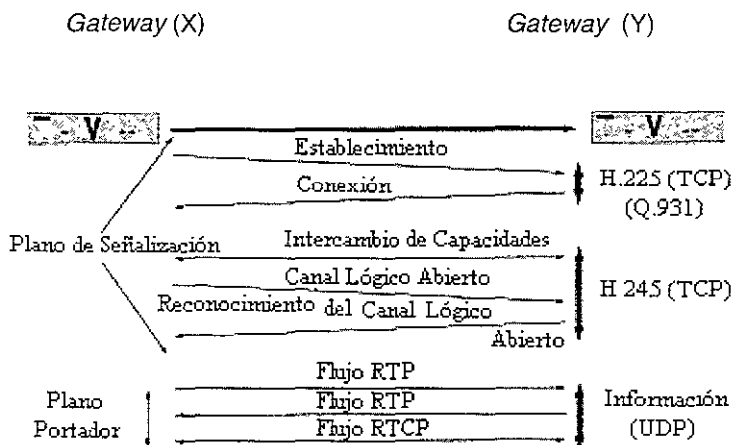 Gateway (X) Gateway (Y)
V V
Establecimiento
Conexión
H.225 (TCP)
(Q.931)
Plano de Señalización
Intercambio de Capacidades
Canal Lógico Abierto
Reconocimiento del Canal Lógico
Abierto
H 245 (TCP)
Flujo RTP
Flujo RTP
Flujo RTCP
Plano
Portador
Información
(UDP)